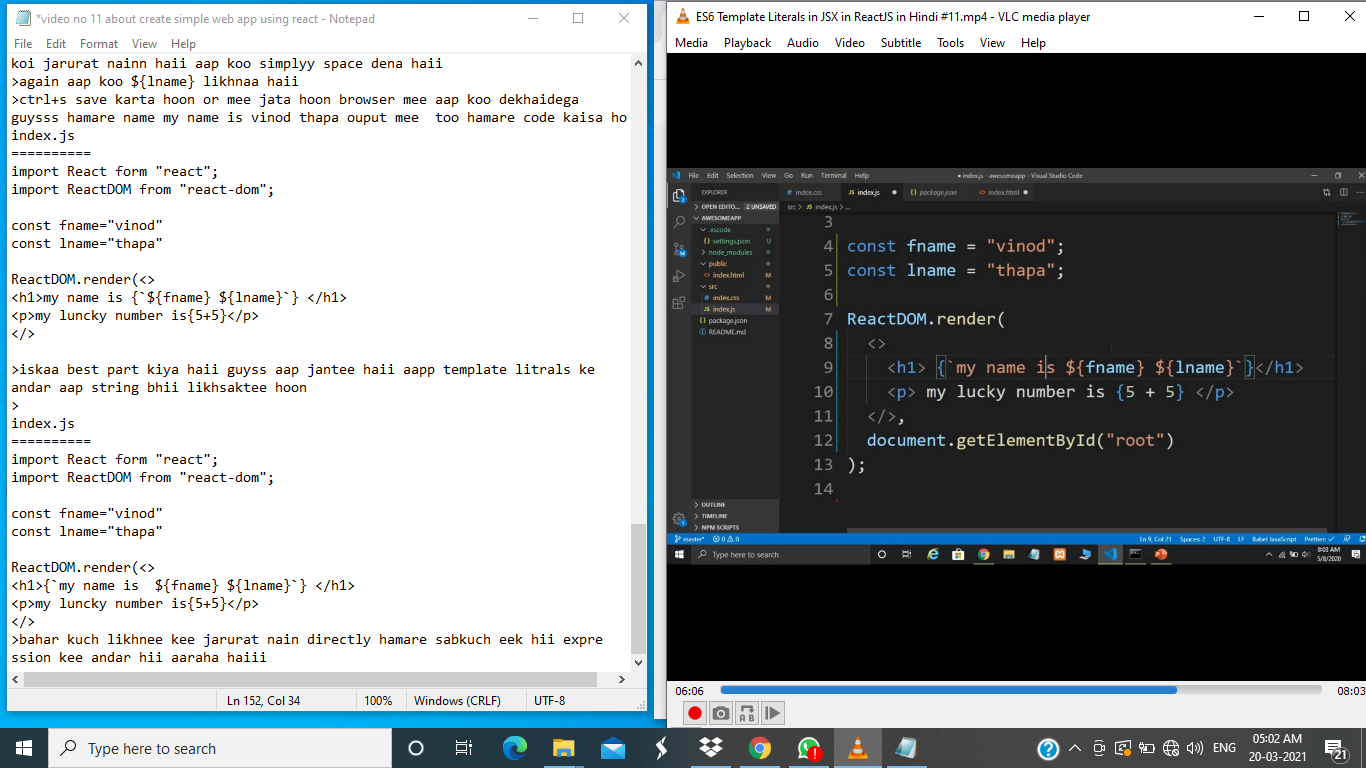 *video no 11 about create simple web app using react - Notepad
File Edit Format View Help
koi jarurat nainn haii aap koo simplyy space dena haii
>again aap koo ${lname} likhnaa haii
>ctrl+s save karta hoon or mee jata hoon browser mee aap koo dekhaidega
guysss hamare name my name is vinod thapa ouput mee  too hamare code kaisa ho
index.js
==========
import React form "react";
import ReactDOM from "react-dom";
const fname="vinod"
const lname="thapa"
ReactDOM.render(<>
<h1>my name is {`${fname} ${lname}`} </h1>
<p>my luncky number is{5+5}</p>
</>
>iskaa best part kiya haii guyss aap jantee haii aapp template litrals ke
andar aap string bhii likhsaktee hoon
>
index.js
==========
import React form "react";
import ReactDOM from "react-dom";
const fname="vinod"
const lname="thapa"
ReactDOM.render(<>
<h1>{`my name is  ${fname} ${lname}`} </h1>
<p>my luncky number is{5+5}</p>
</>
>bahar kuch likhnee kee jarurat nain directly hamare sabkuch eek hii expre
ssion kee andar hii aaraha haiii
Ln 152, Col 34 100% Windows (CRLF) UTF-8
ES6 Template Literals in JSX in ReactJS in Hindi #11.mp4 - VLC media player
Media Playback Audio Video Subtitle Tools View Help
File Edit Selection View Go Run Terminal Help
● index.js - awesomeapp - Visual Studio Code
EXPLORER
# index.css JS index.js ● {} package.json <> index.html ●
OPEN EDITO... 2 UNSAVED
src > JS index.js > ...
AWESOMEAPP
.vscode
{} settings.json U
node_modules
public
<> index.html M
src
# index.css M
JS index.js M
{} package.json
README.md
OUTLINE
TIMELINE
NPM SCRIPTS
3
4 const fname = "vinod";
5 const lname = "thapa";
6
7 ReactDOM.render(
8 <>
9 <h1> {`my name is ${fname} ${lname}`}</h1>
10 <p> my lucky number is {5 + 5} </p>
11 </>,
12 document.getElementById("root")
13 );
14
master* 0 0 Ln 9, Col 21 Spaces: 2 UTF-8 LF Babel JavaScript Prettier: ✓
Type here to search
8:03 AM
5/8/2020
06:06 08:03
A B
Type here to search
ENG
05:02 AM
20-03-2021
21